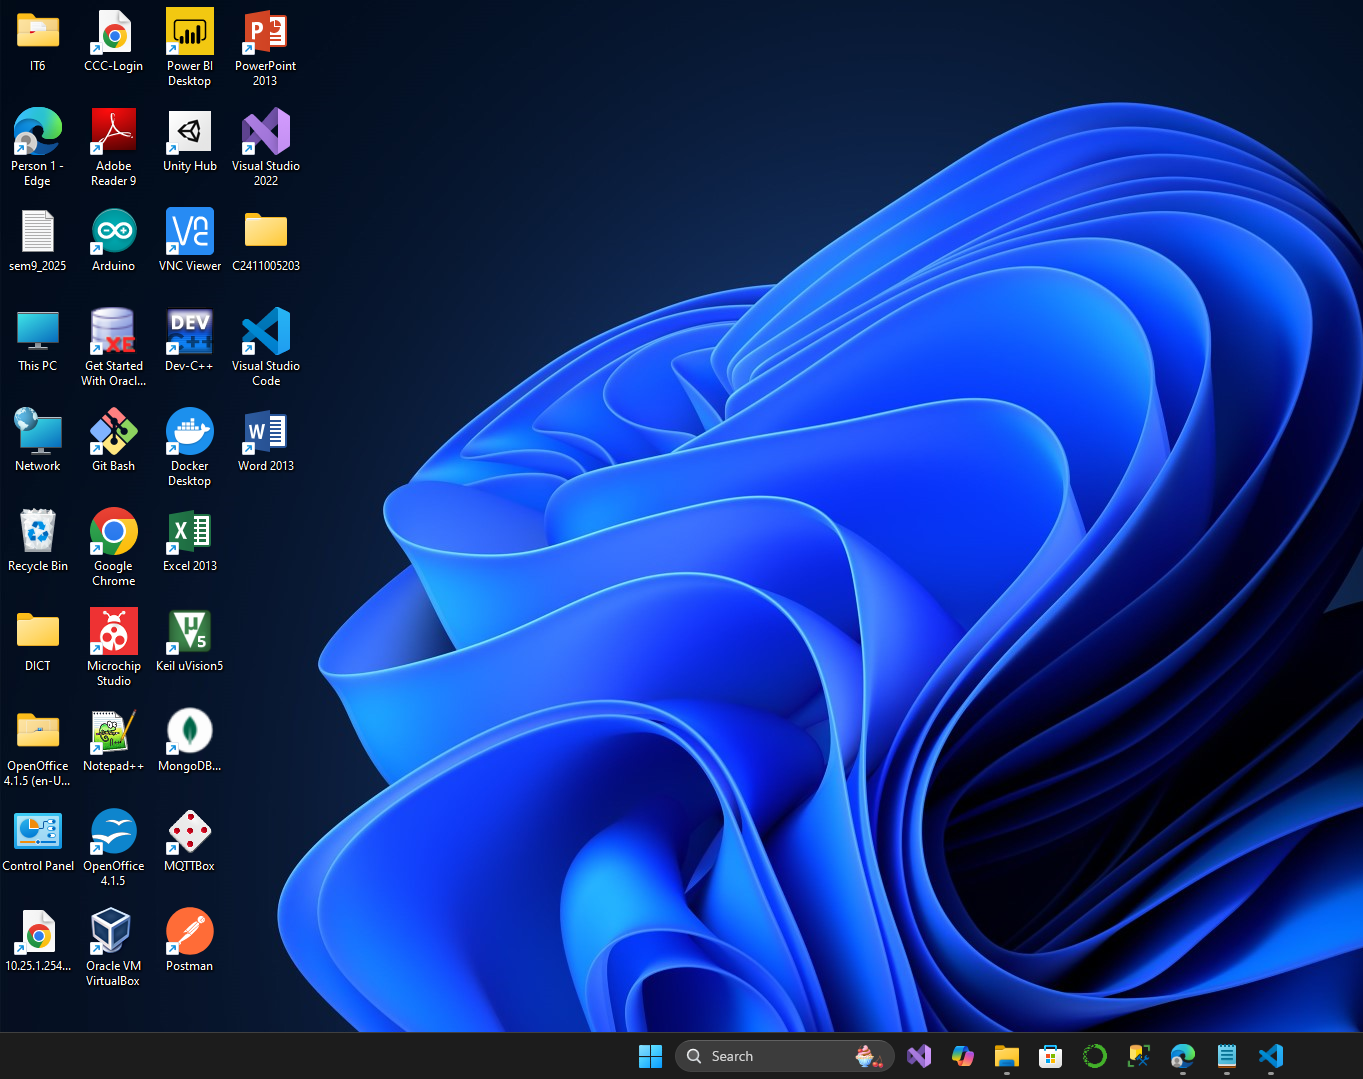 IT6
CCC-Login
Power BI
Desktop
PowerPoint
2013
Person 1 -
Edge
Adobe
Reader 9
Unity Hub
Visual Studio
2022
sem9_2025
Arduino
VNC Viewer
C2411005203
This PC
XE
Get Started
With Oracl...
DEV
C++
Dev-C++
Visual Studio
Code
Network
Git Bash
Docker
Desktop
Word 2013
Recycle Bin
Google
Chrome
Excel 2013
DICT
Microchip
Studio
Keil uVision5
OpenOffice
4.1.5 (en-U...
Notepad++
MongoDB...
Control Panel
OpenOffice
4.1.5
MQTTBox
10.25.1.254...
Oracle VM
VirtualBox
Postman
Search